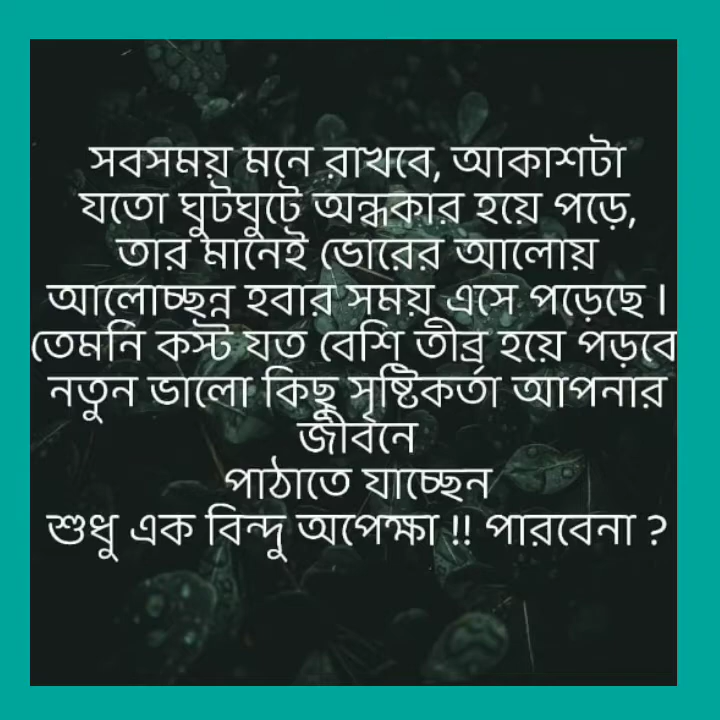 সবসময় মনে রাখবে, আকাশটা
যতো ঘুটঘুটে অন্ধকার হয়ে পড়ে,
তার মানেই ভোরের আলোয়
আলোচ্ছন্ন হবার সময় এসে পড়েছে ।
তেমনি কস্ট যত বেশি তীব্র হয়ে পড়বে
নতুন ভালো কিছু সৃষ্টিকর্তা আপনার
জীবনে
পাঠাতে যাচ্ছেন
শুধু এক বিন্দু অপেক্ষা !! পারবেনা ?